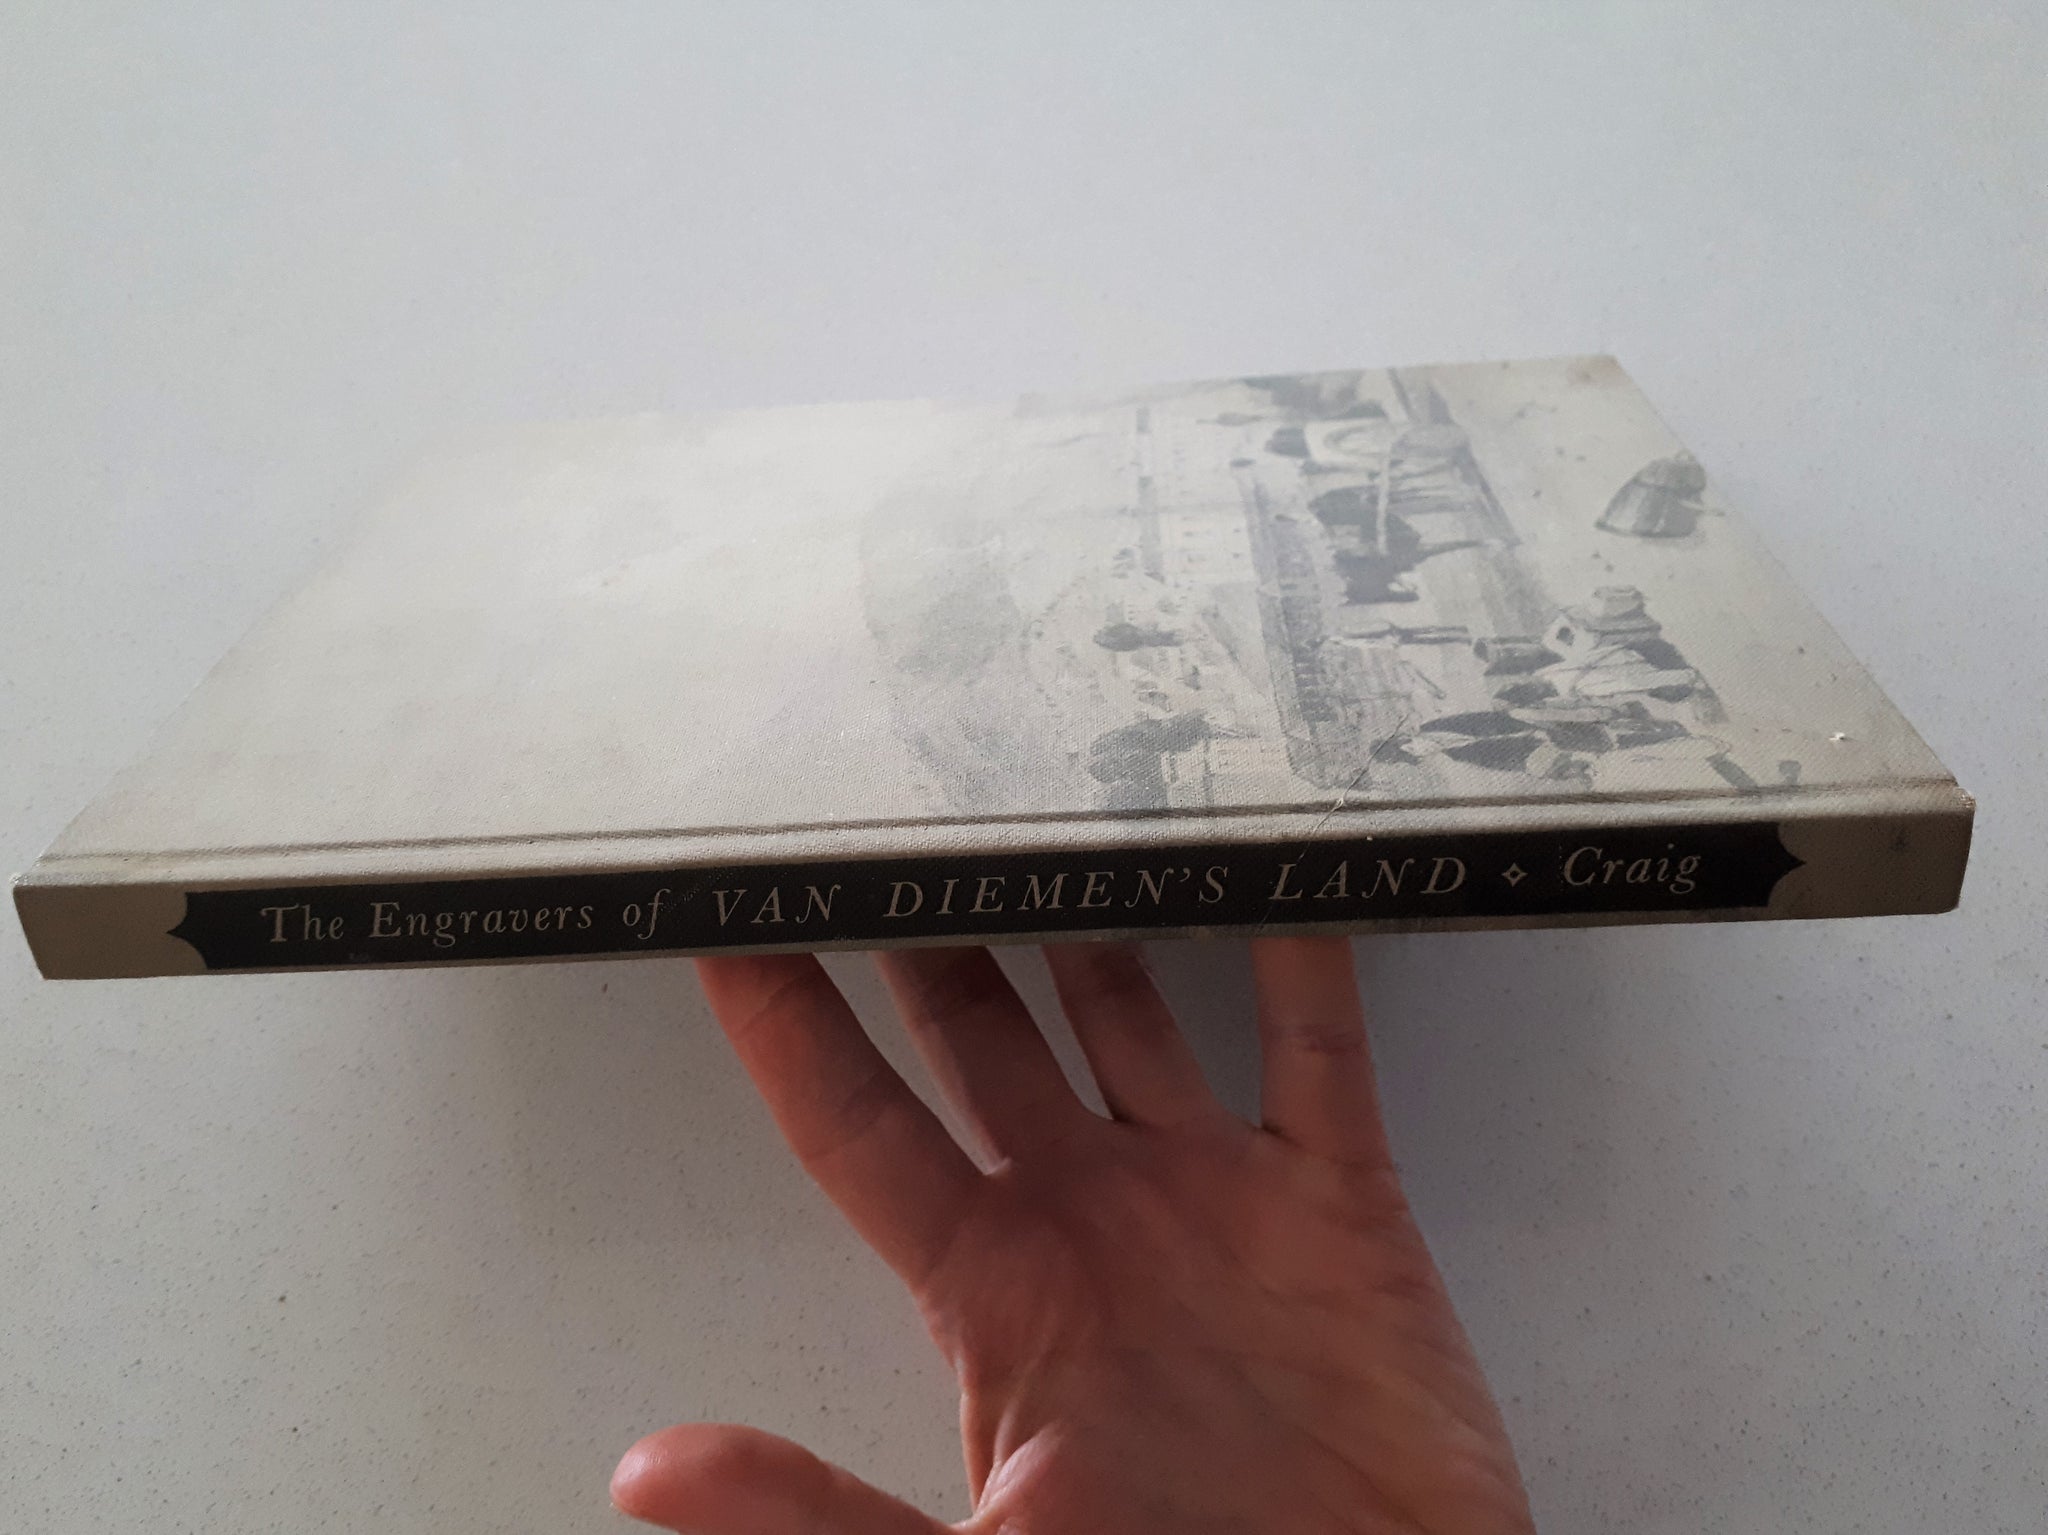 The Engravers of VAN DIEMEN'S LAND ⟡ Craig